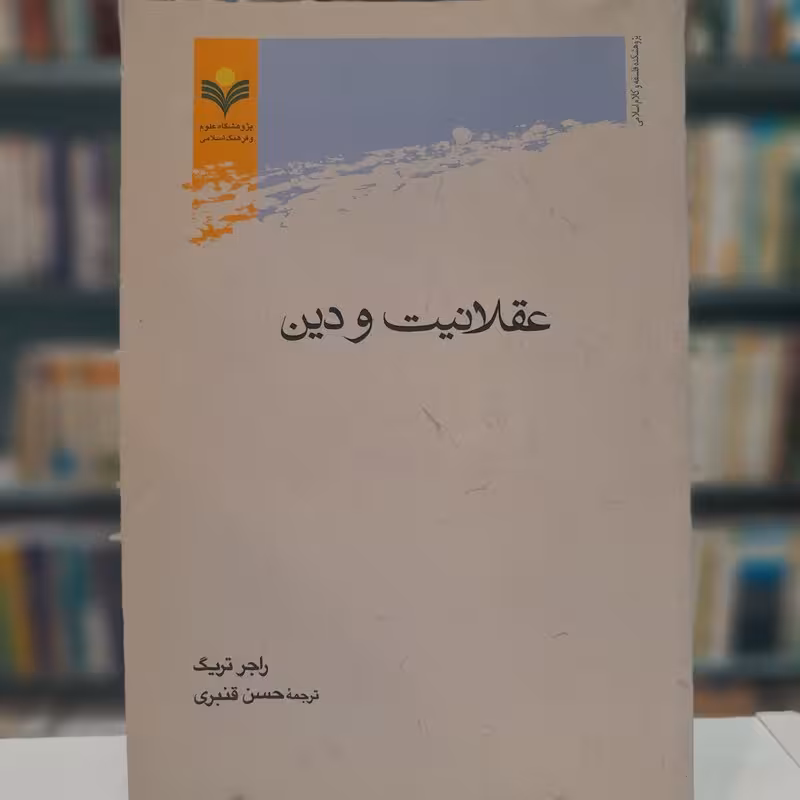 پژوهشکده فلسفه و کلام اسلامی
پژوهشگاه علوم
و فرهنگ اسلامی
عقلانیت و دین
راجر تریگ
ترجمهٔ حسن قنبری